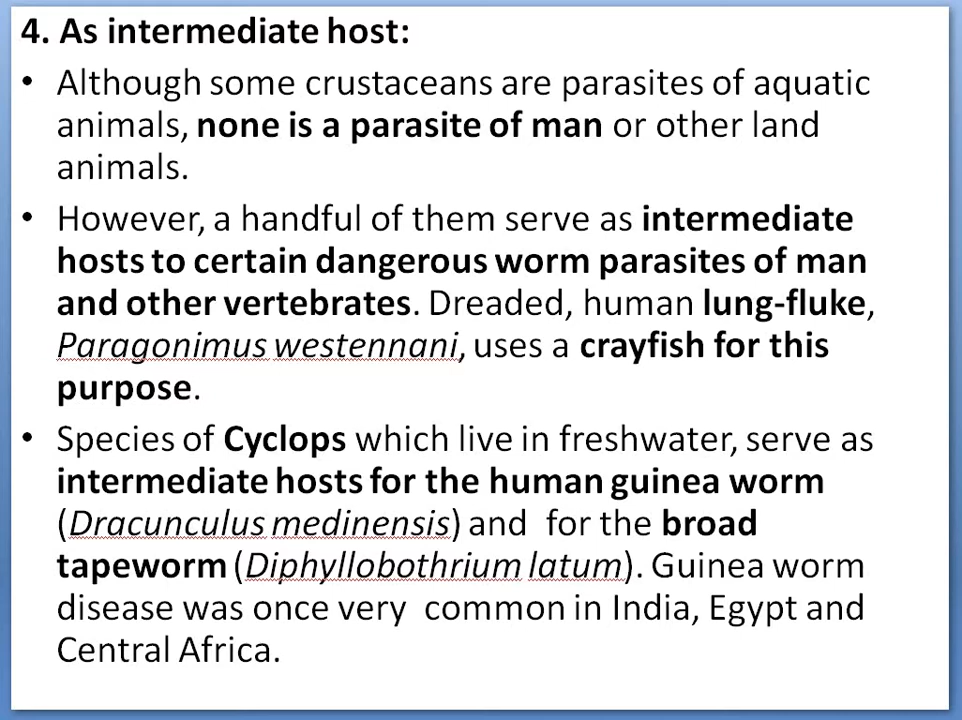 4. As intermediate host:
• Although some crustaceans are parasites of aquatic
animals, none is a parasite of man or other land
animals.
• However, a handful of them serve as intermediate
hosts to certain dangerous worm parasites of man
and other vertebrates. Dreaded, human lung-fluke,
Paragonimus westennani, uses a crayfish for this
purpose.
• Species of Cyclops which live in freshwater, serve as
intermediate hosts for the human guinea worm
(Dracunculus medinensis) and for the broad
tapeworm (Diphyllobothrium latum). Guinea worm
disease was once very common in India, Egypt and
Central Africa.